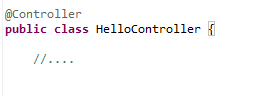 @Controller
public class HelloController {
//....